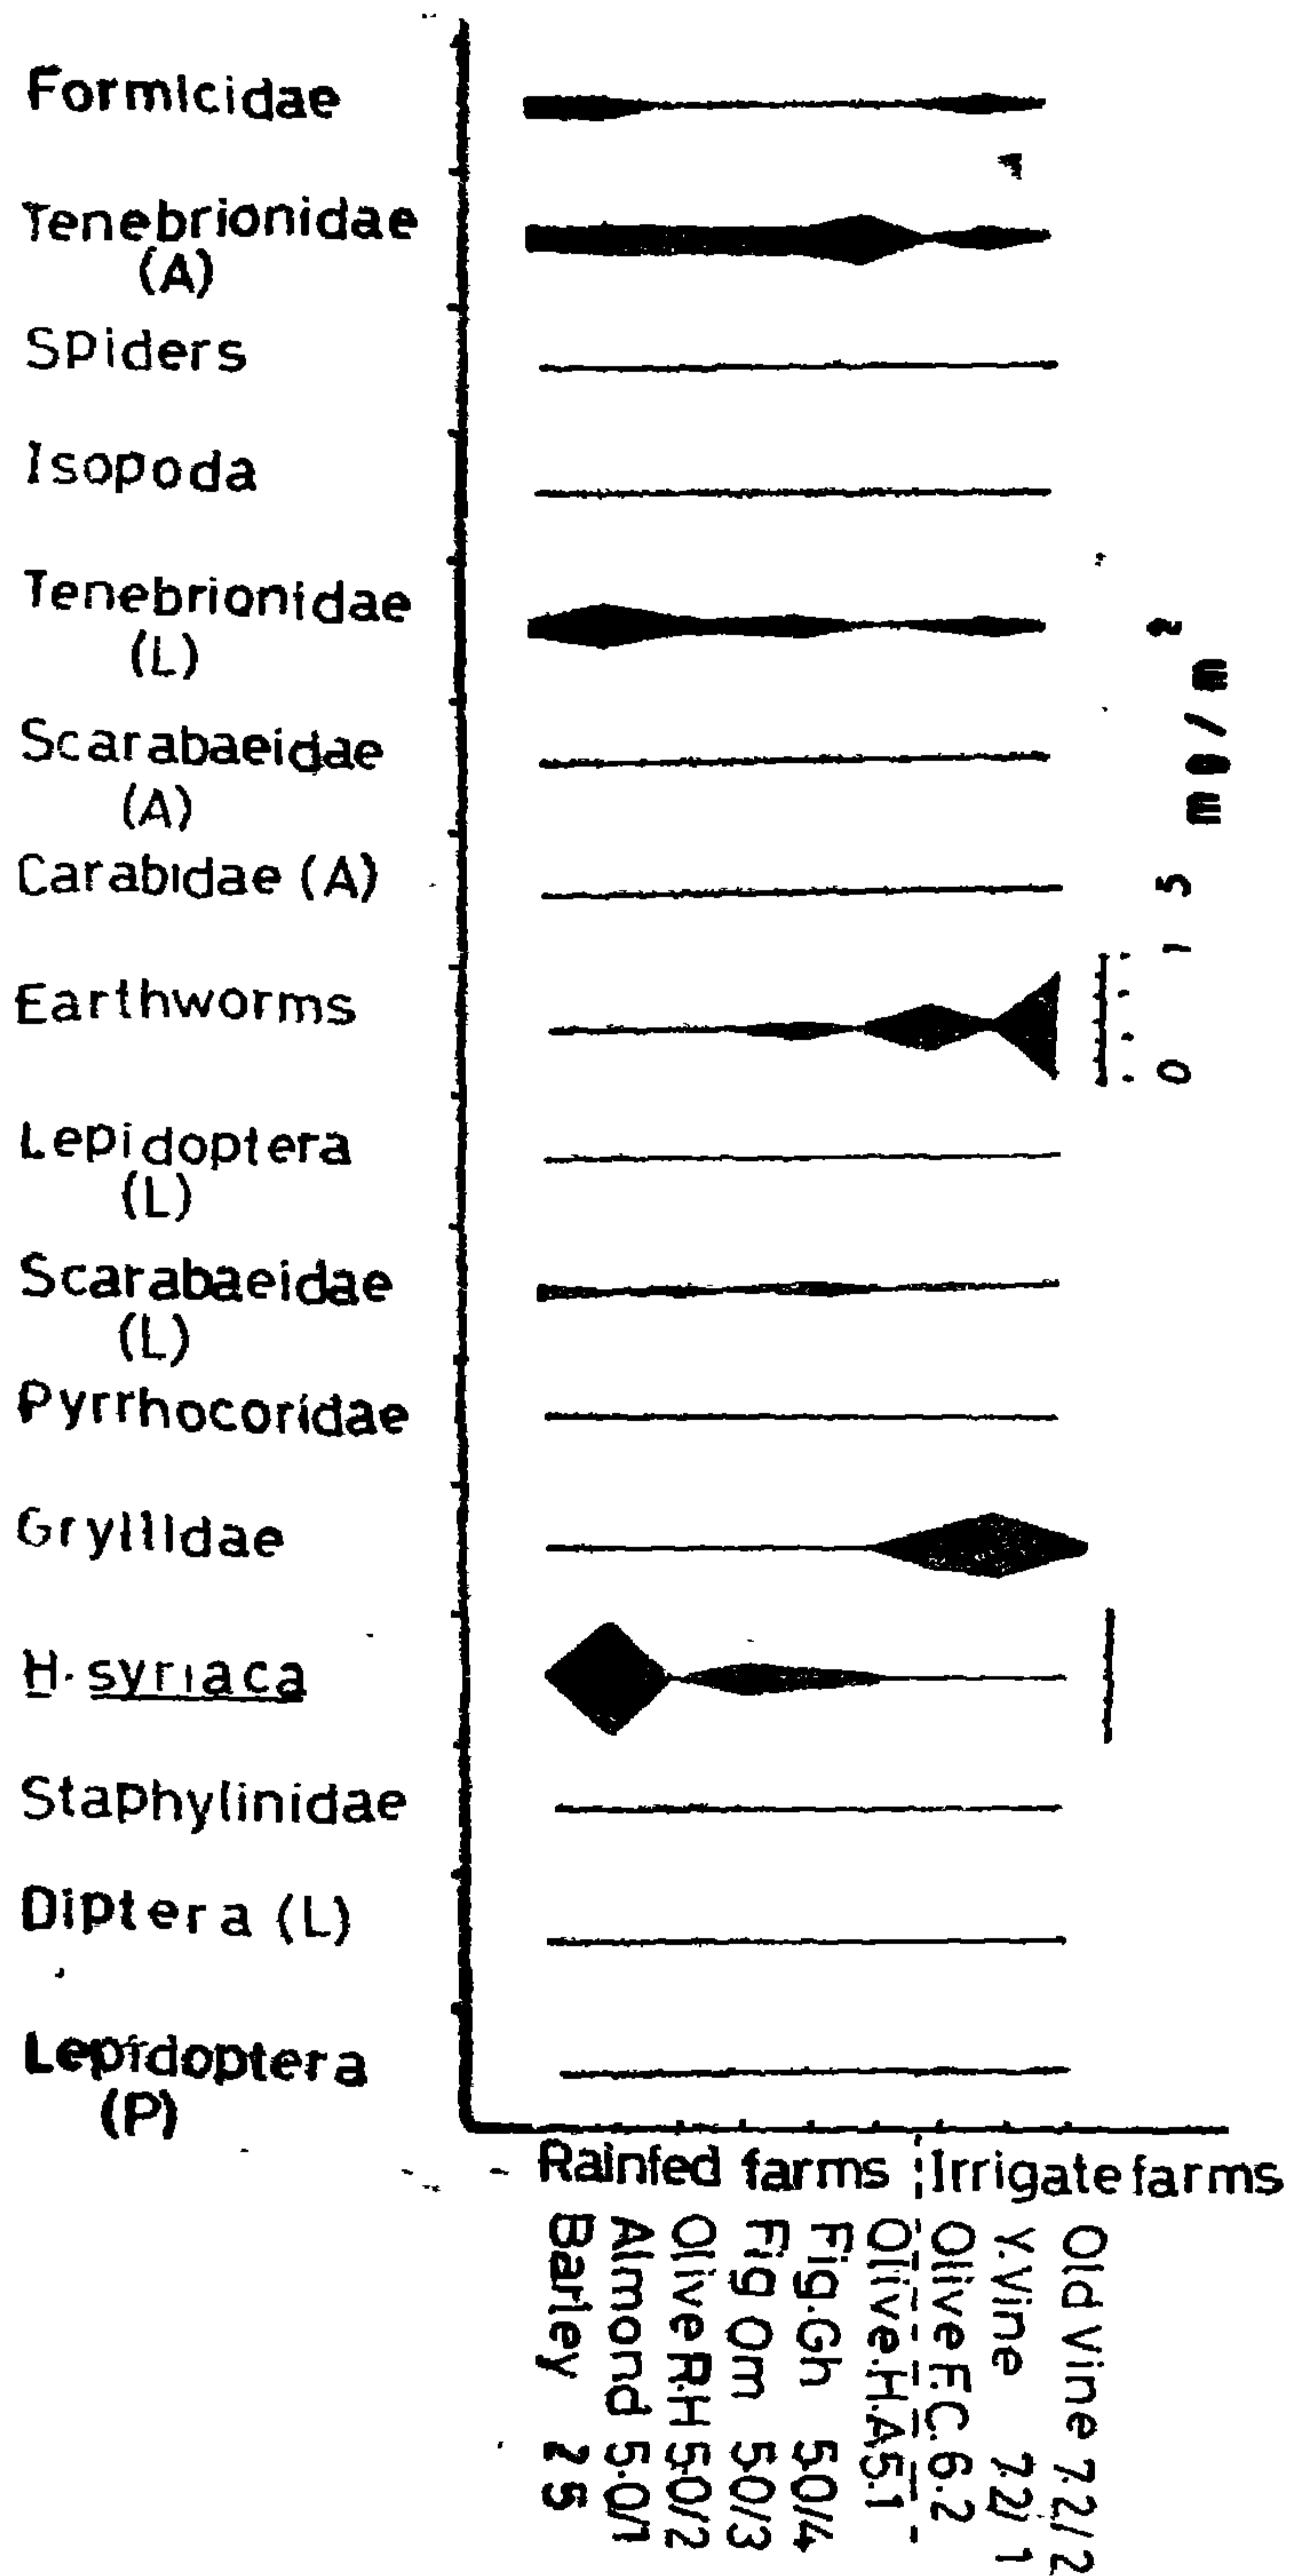 Formicidae
Tenebrionidae
(A)
Spiders
Isopoda
Tenebrionidae
(L)
Scarabaeidae
(A)
Carabidae (A)
Earthworms
Lepidoptera
(L)
Scarabaeidae
(L)
Pyrrhocoridae
Gryllidae
H. syriaca
Staphylinidae
Diptera (L)
Lepidoptera
(P)
0 15 mg/m²
Rainfed farms Irrigate farms
Barley 25
Almond 5.0/1
Olive R.H 5.0/2
Fig Om 5.0/3
Fig.Gh 5.0/4
Olive.H.A 5.1
Olive F.C. 6.2
Y.Vine 7.2/1
Old Vine 7.2/2